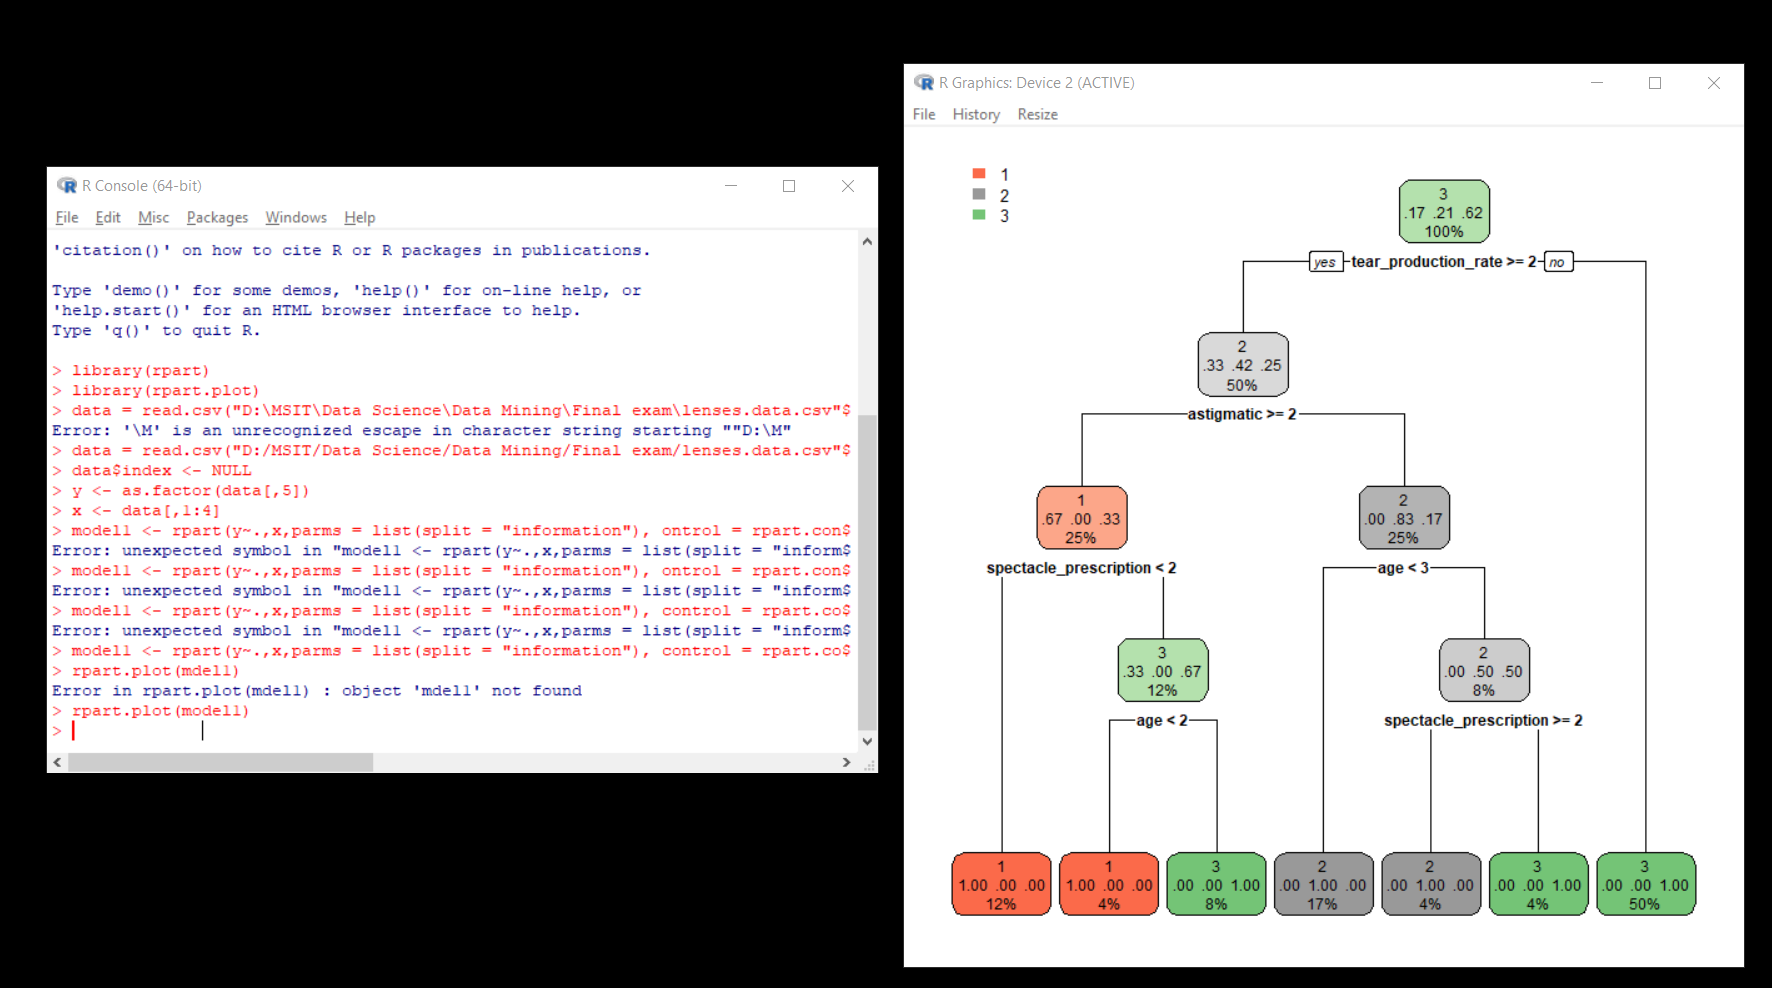 R Console (64-bit)
File Edit Misc Packages Windows Help
'citation()' on how to cite R or R packages in publications.
Type 'demo()' for some demos, 'help()' for on-line help, or
'help.start()' for an HTML browser interface to help.
Type 'q()' to quit R.
> library(rpart)
> library(rpart.plot)
> data = read.csv("D:\MSIT\Data Science\Data Mining\Final exam\lenses.data.csv"$
Error: '\M' is an unrecognized escape in character string starting ""D:\M"
> data = read.csv("D:/MSIT/Data Science/Data Mining/Final exam/lenses.data.csv"$
> data$index <- NULL
> y <- as.factor(data[,5])
> x <- data[,1:4]
> model1 <- rpart(y~.,x,parms = list(split = "information"), ontrol = rpart.con$
Error: unexpected symbol in "model1 <- rpart(y~.,x,parms = list(split = "inform$
> model1 <- rpart(y~.,x,parms = list(split = "information"), ontrol = rpart.con$
Error: unexpected symbol in "model1 <- rpart(y~.,x,parms = list(split = "inform$
> model1 <- rpart(y~.,x,parms = list(split = "information"), control = rpart.co$
Error: unexpected symbol in "model1 <- rpart(y~.,x,parms = list(split = "inform$
> model1 <- rpart(y~.,x,parms = list(split = "information"), control = rpart.co$
> rpart.plot(mdel1)
Error in rpart.plot(mdel1) : object 'mdel1' not found
> rpart.plot(model1)
>
R Graphics: Device 2 (ACTIVE)
File History Resize
1
2
3
3
.17 .21 .62
100%
yes tear_production_rate >= 2 no
2
.33 .42 .25
50%
astigmatic >= 2
1
.67 .00 .33
25%
2
.00 .83 .17
25%
spectacle_prescription < 2
age < 3
3
.33 .00 .67
12%
2
.00 .50 .50
8%
age < 2
spectacle_prescription >= 2
1
1.00 .00 .00
12%
1
1.00 .00 .00
4%
3
.00 .00 1.00
8%
2
.00 1.00 .00
17%
2
.00 1.00 .00
4%
3
.00 .00 1.00
4%
3
.00 .00 1.00
50%